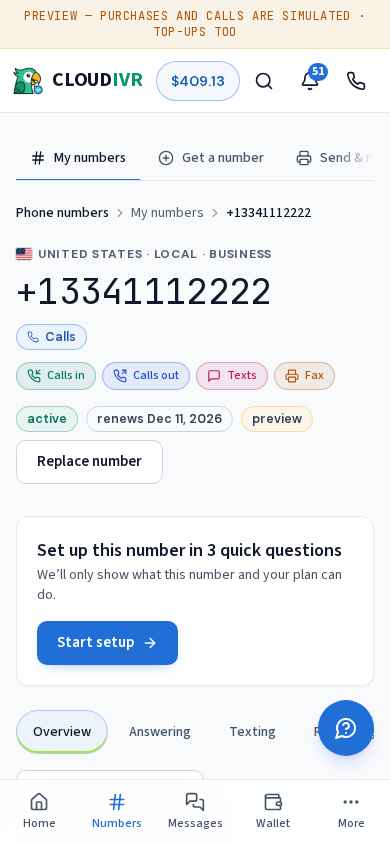 PREVIEW — PURCHASES AND CALLS ARE SIMULATED ·
TOP-UPS TOO
CLOUDIVR
$409.13
51
My numbers
Get a number
Send &
Phone numbers > My numbers > +13341112222
UNITED STATES · LOCAL · BUSINESS
+13341112222
Calls
Calls in
Calls out
Texts
Fax
active
renews Dec 11, 2026
preview
Replace number
Set up this number in 3 quick questions
We’ll only show what this number and your plan can
do.
Start setup →
Overview
Answering
Texting
Home
Numbers
Messages
Wallet
More